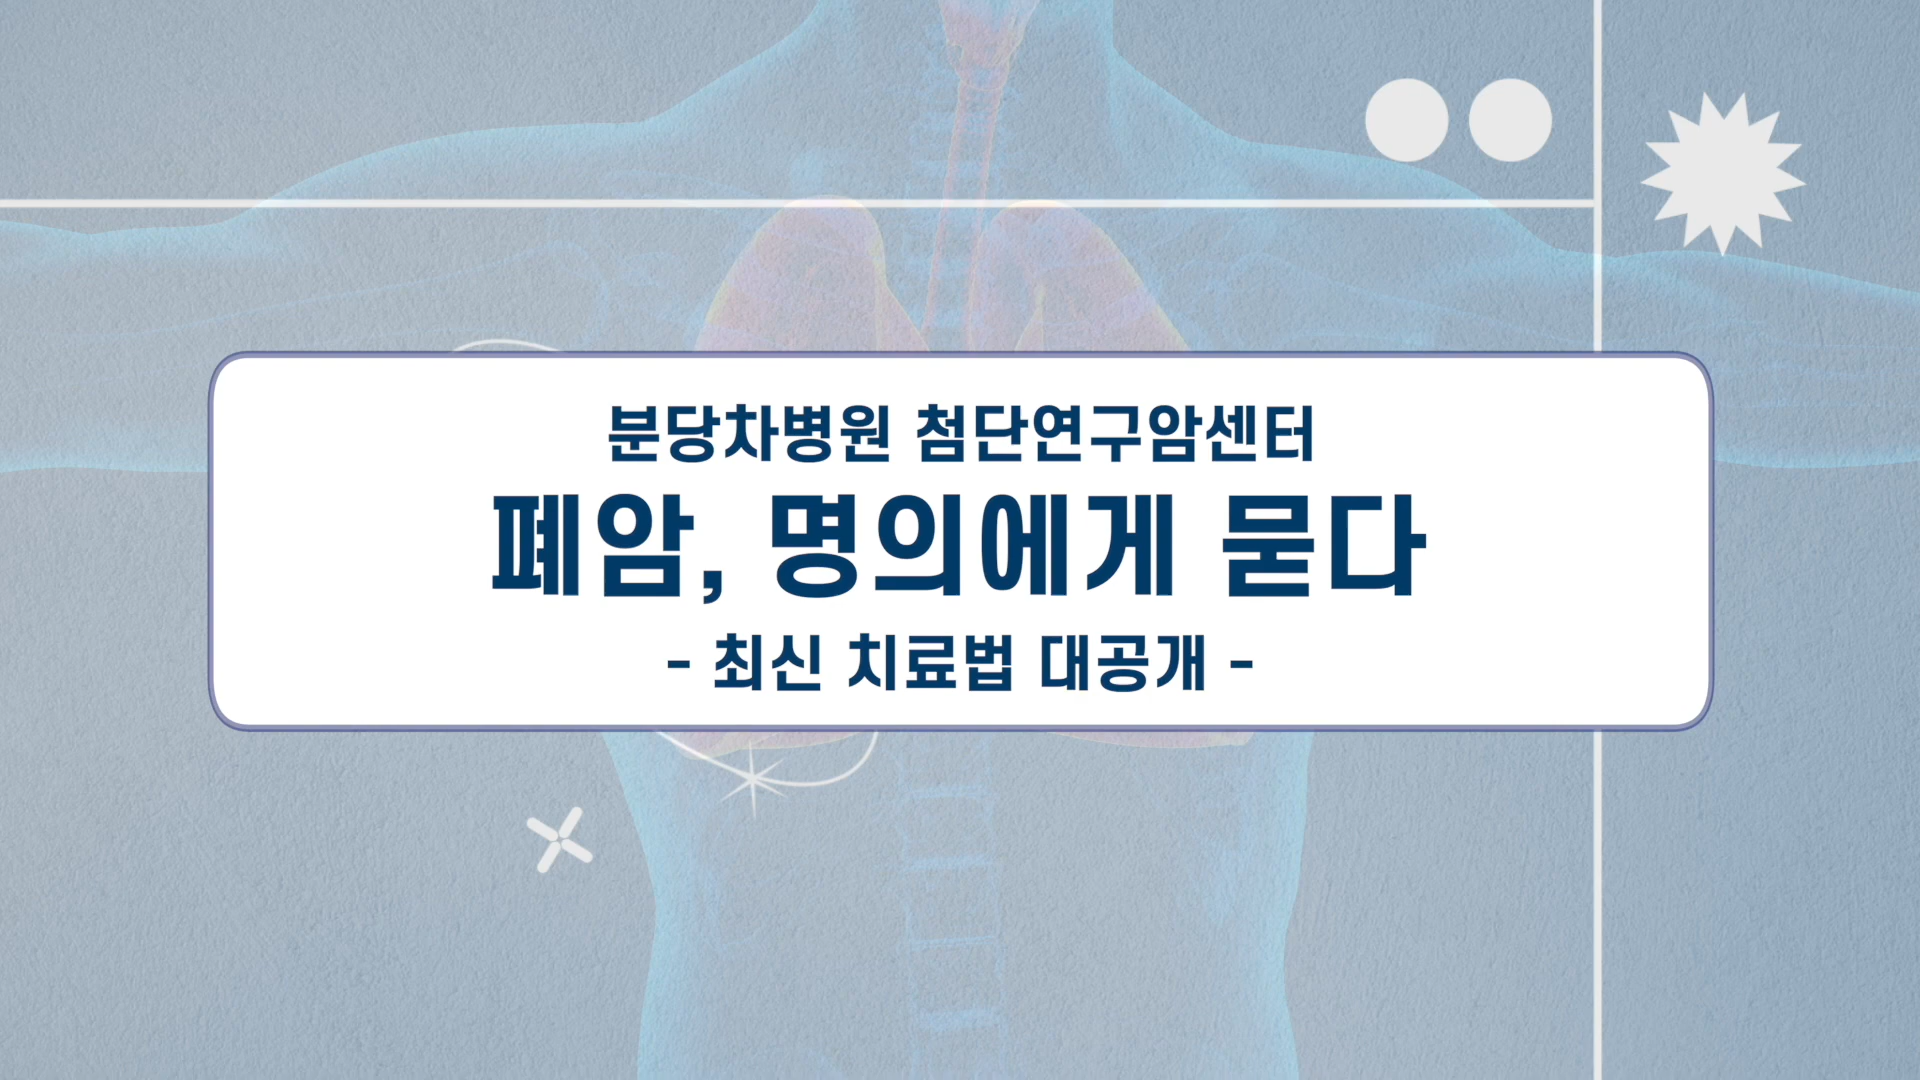 분당차병원 첨단연구암센터
폐암, 명의에게 묻다
- 최신 치료법 대공개 -